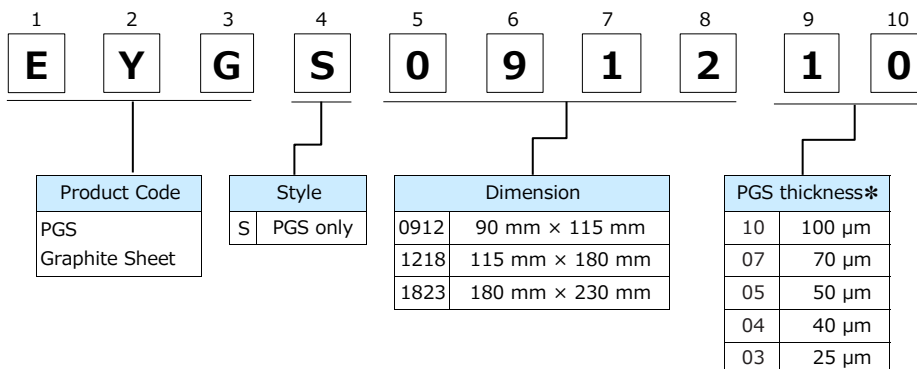 1 2 3 4 5 6 7 8 9 10
E Y G S 0 9 1 2 1 0
Product Code
PGS
Graphite Sheet
Style
S PGS only
Dimension
0912 90 mm × 115 mm
1218 115 mm × 180 mm
1823 180 mm × 230 mm
PGS thickness✻
10 100 μm
07 70 μm
05 50 μm
04 40 μm
03 25 μm